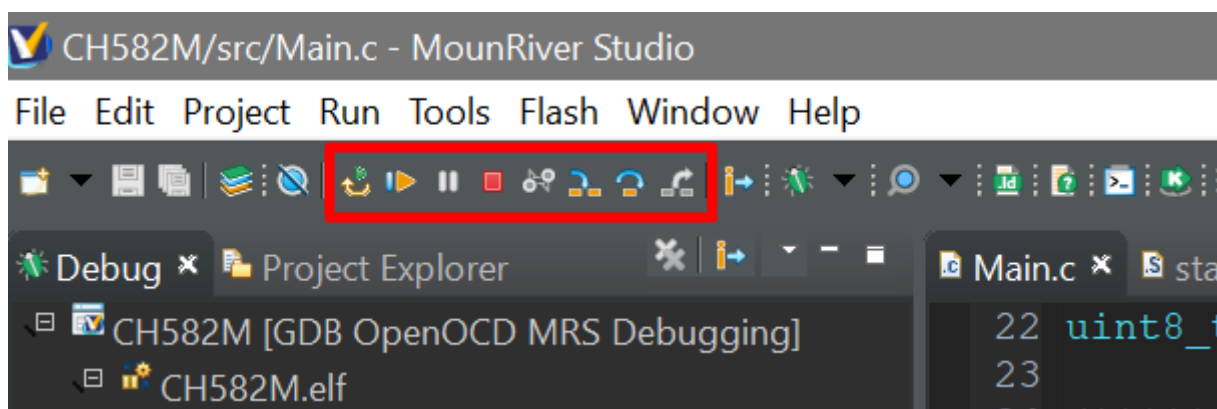 CH582M/src/Main.c - MounRiver Studio
File Edit Project Run Tools Flash Window Help
Debug Project Explorer
Main.c sta
CH582M [GDB OpenOCD MRS Debugging]
22 uint8_t
CH582M.elf
23